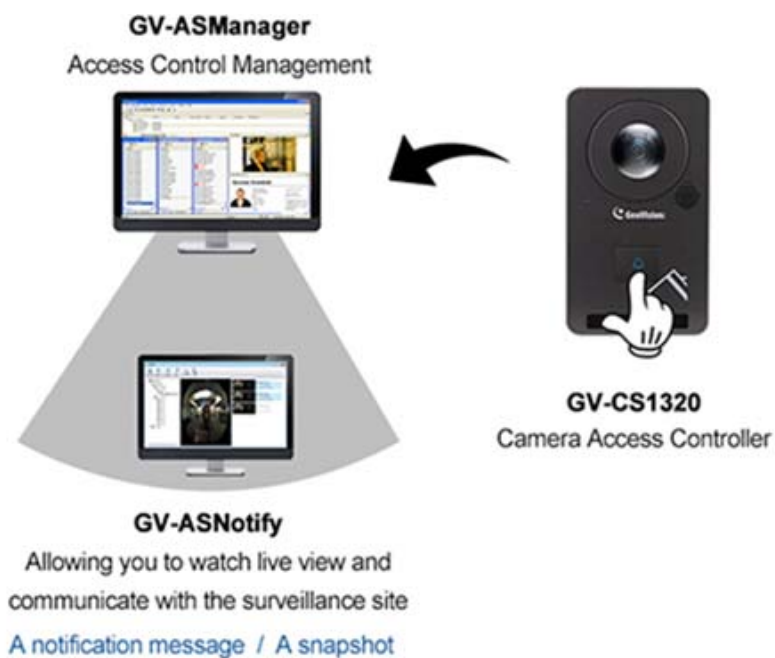 GV-ASManager
Access Control Management
GeoVision
GV-CS1320
Camera Access Controller
GV-ASNotify
Allowing you to watch live view and
communicate with the surveillance site
A notification message / A snapshot